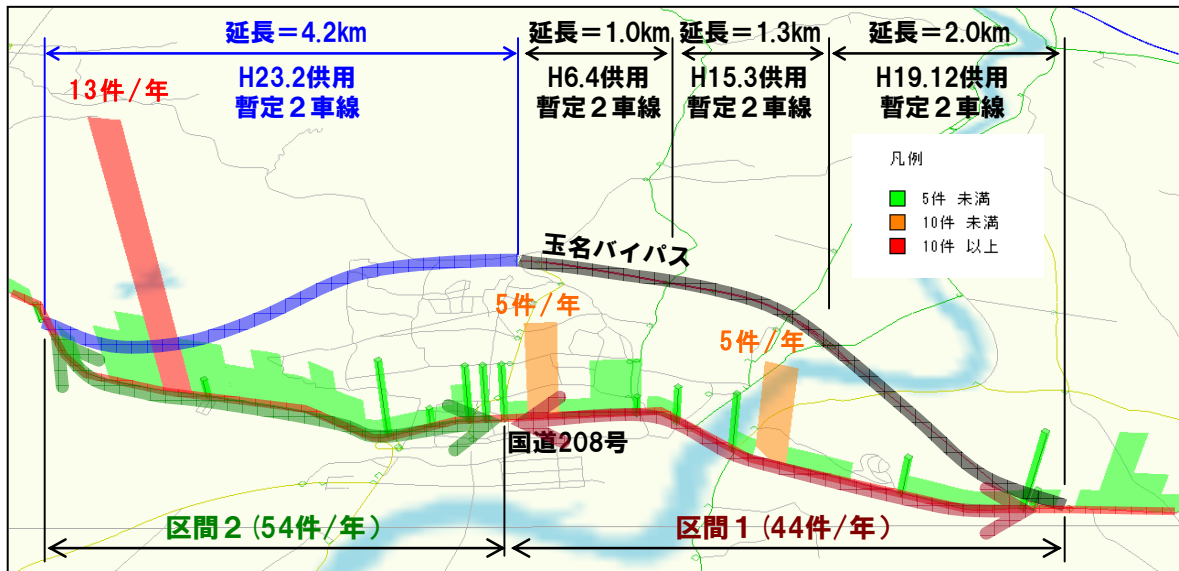 延長＝4.2km
延長＝1.0km
延長＝1.3km
延長＝2.0km
H23.2供用
暫定２車線
H6.4供用
暫定２車線
H15.3供用
暫定２車線
H19.12供用
暫定２車線
13件/年
凡例
5件 未満
10件 未満
10件 以上
玉名バイパス
5件/年
5件/年
国道208号
区間２(54件/年)
区間１(44件/年)